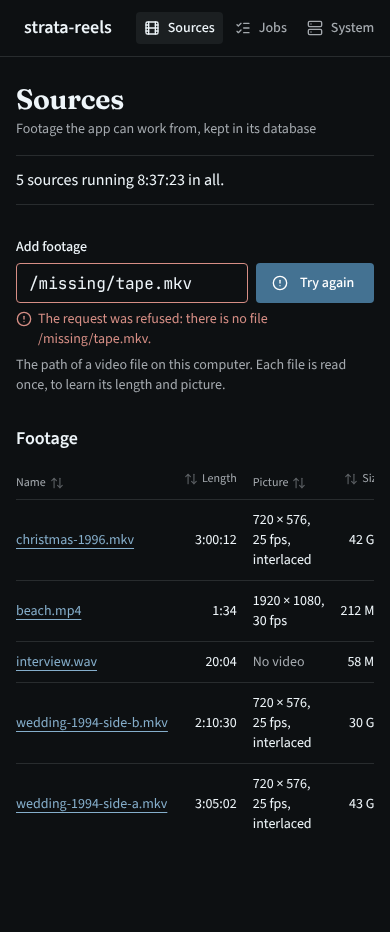 strata-reels Sources Jobs System
Sources
Footage the app can work from, kept in its database
5 sources running 8:37:23 in all.
Add footage
/missing/tape.mkv Try again
The request was refused: there is no file
/missing/tape.mkv.
The path of a video file on this computer. Each file is read
once, to learn its length and picture.
Footage
Name Length Picture Siz
720 × 576,
christmas-1996.mkv 3:00:12 25 fps, 42 G
interlaced
1920 × 1080,
beach.mp4 1:34 30 fps 212 M
interview.wav 20:04 No video 58 M
720 × 576,
wedding-1994-side-b.mkv 2:10:30 25 fps, 30 G
interlaced
720 × 576,
wedding-1994-side-a.mkv 3:05:02 25 fps, 43 G
interlaced